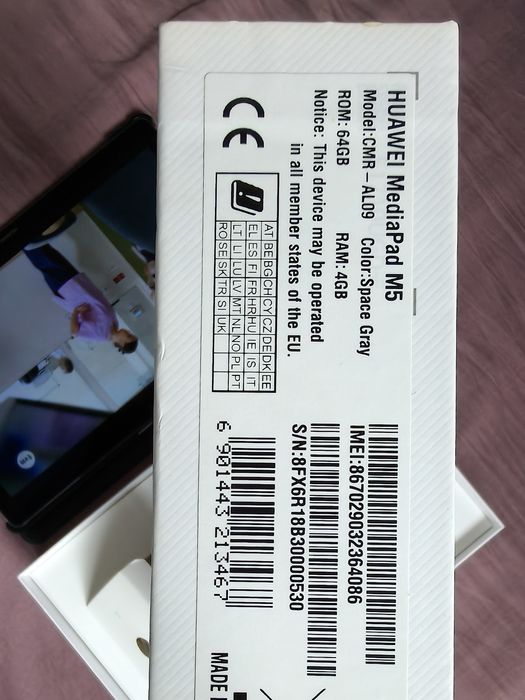 HUAWEI MediaPad M5
Model:CMR-AL09 Color:Space Gray
ROM: 64GB RAM: 4GB
Notice: This device may be operated
in all member states of the EU.
CE
AT BE BG CH CY CZ DE DK EE
EL ES FI FR HR HU IE IS IT
LT LI LU LV MT NL NO PL PT
RO SE SK TR SI UK
IMEI:867029032364086
S/N:8FX6R18B30000530
6 901443 213467
MADE